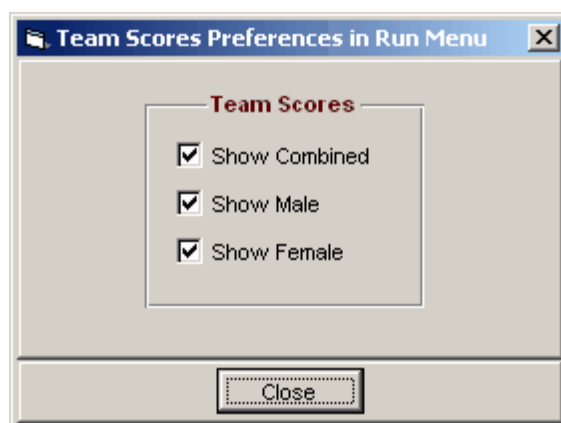 Team Scores Preferences in Run Menu
Team Scores
Show Combined
Show Male
Show Female
Close